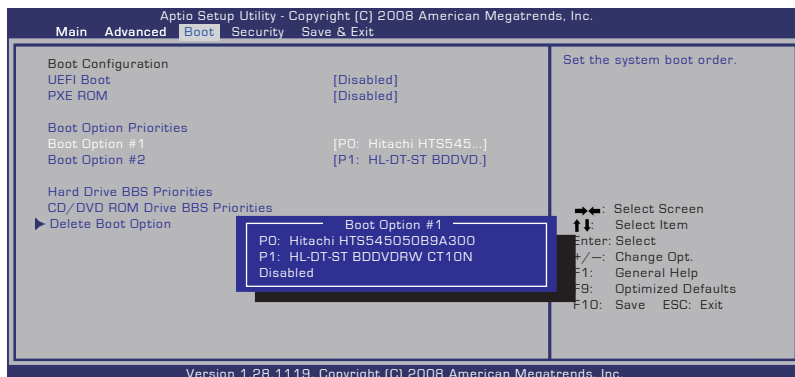 Aptio Setup Utility - Copyright (C) 2008 American Megatrends, Inc.
Main Advanced Boot Security Save & Exit
Boot Configuration
UEFI Boot [Disabled]
PXE ROM [Disabled]
Boot Option Priorities
Boot Option #1 [P0: Hitachi HTS545...]
Boot Option #2 [P1: HL-DT-ST BDDVD.]
Hard Drive BBS Priorities
CD/DVD ROM Drive BBS Priorities
Delete Boot Option
Boot Option #1
P0: Hitachi HTS545050B9A300
P1: HL-DT-ST BDDVDRW CT10N
Disabled
Set the system boot order.
→←: Select Screen
↑↓: Select Item
Enter: Select
+/—: Change Opt.
F1: General Help
F9: Optimized Defaults
F10: Save ESC: Exit
Version 1.28.1119. Copyright (C) 2008 American Megatrends, Inc.